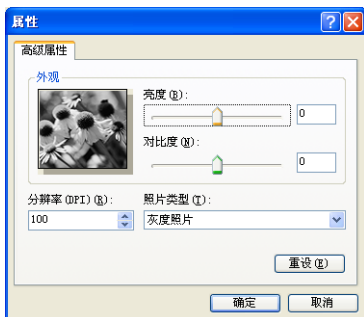 属性
高级属性
外观
亮度(B):
0
对比度(N):
0
分辨率(DPI)(R):
照片类型(T):
100
灰度照片
重设(E)
确定
取消